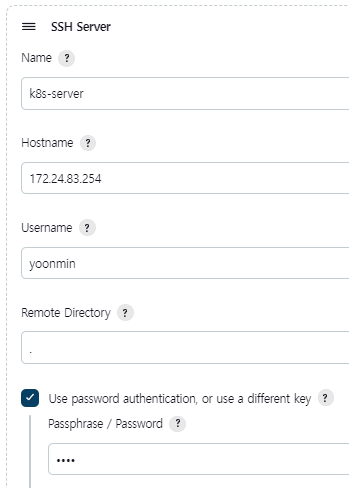 SSH Server
Name ?
k8s-server
Hostname ?
172.24.83.254
Username ?
yoonmin
Remote Directory ?
.
Use password authentication, or use a different key ?
Passphrase / Password ?
••••